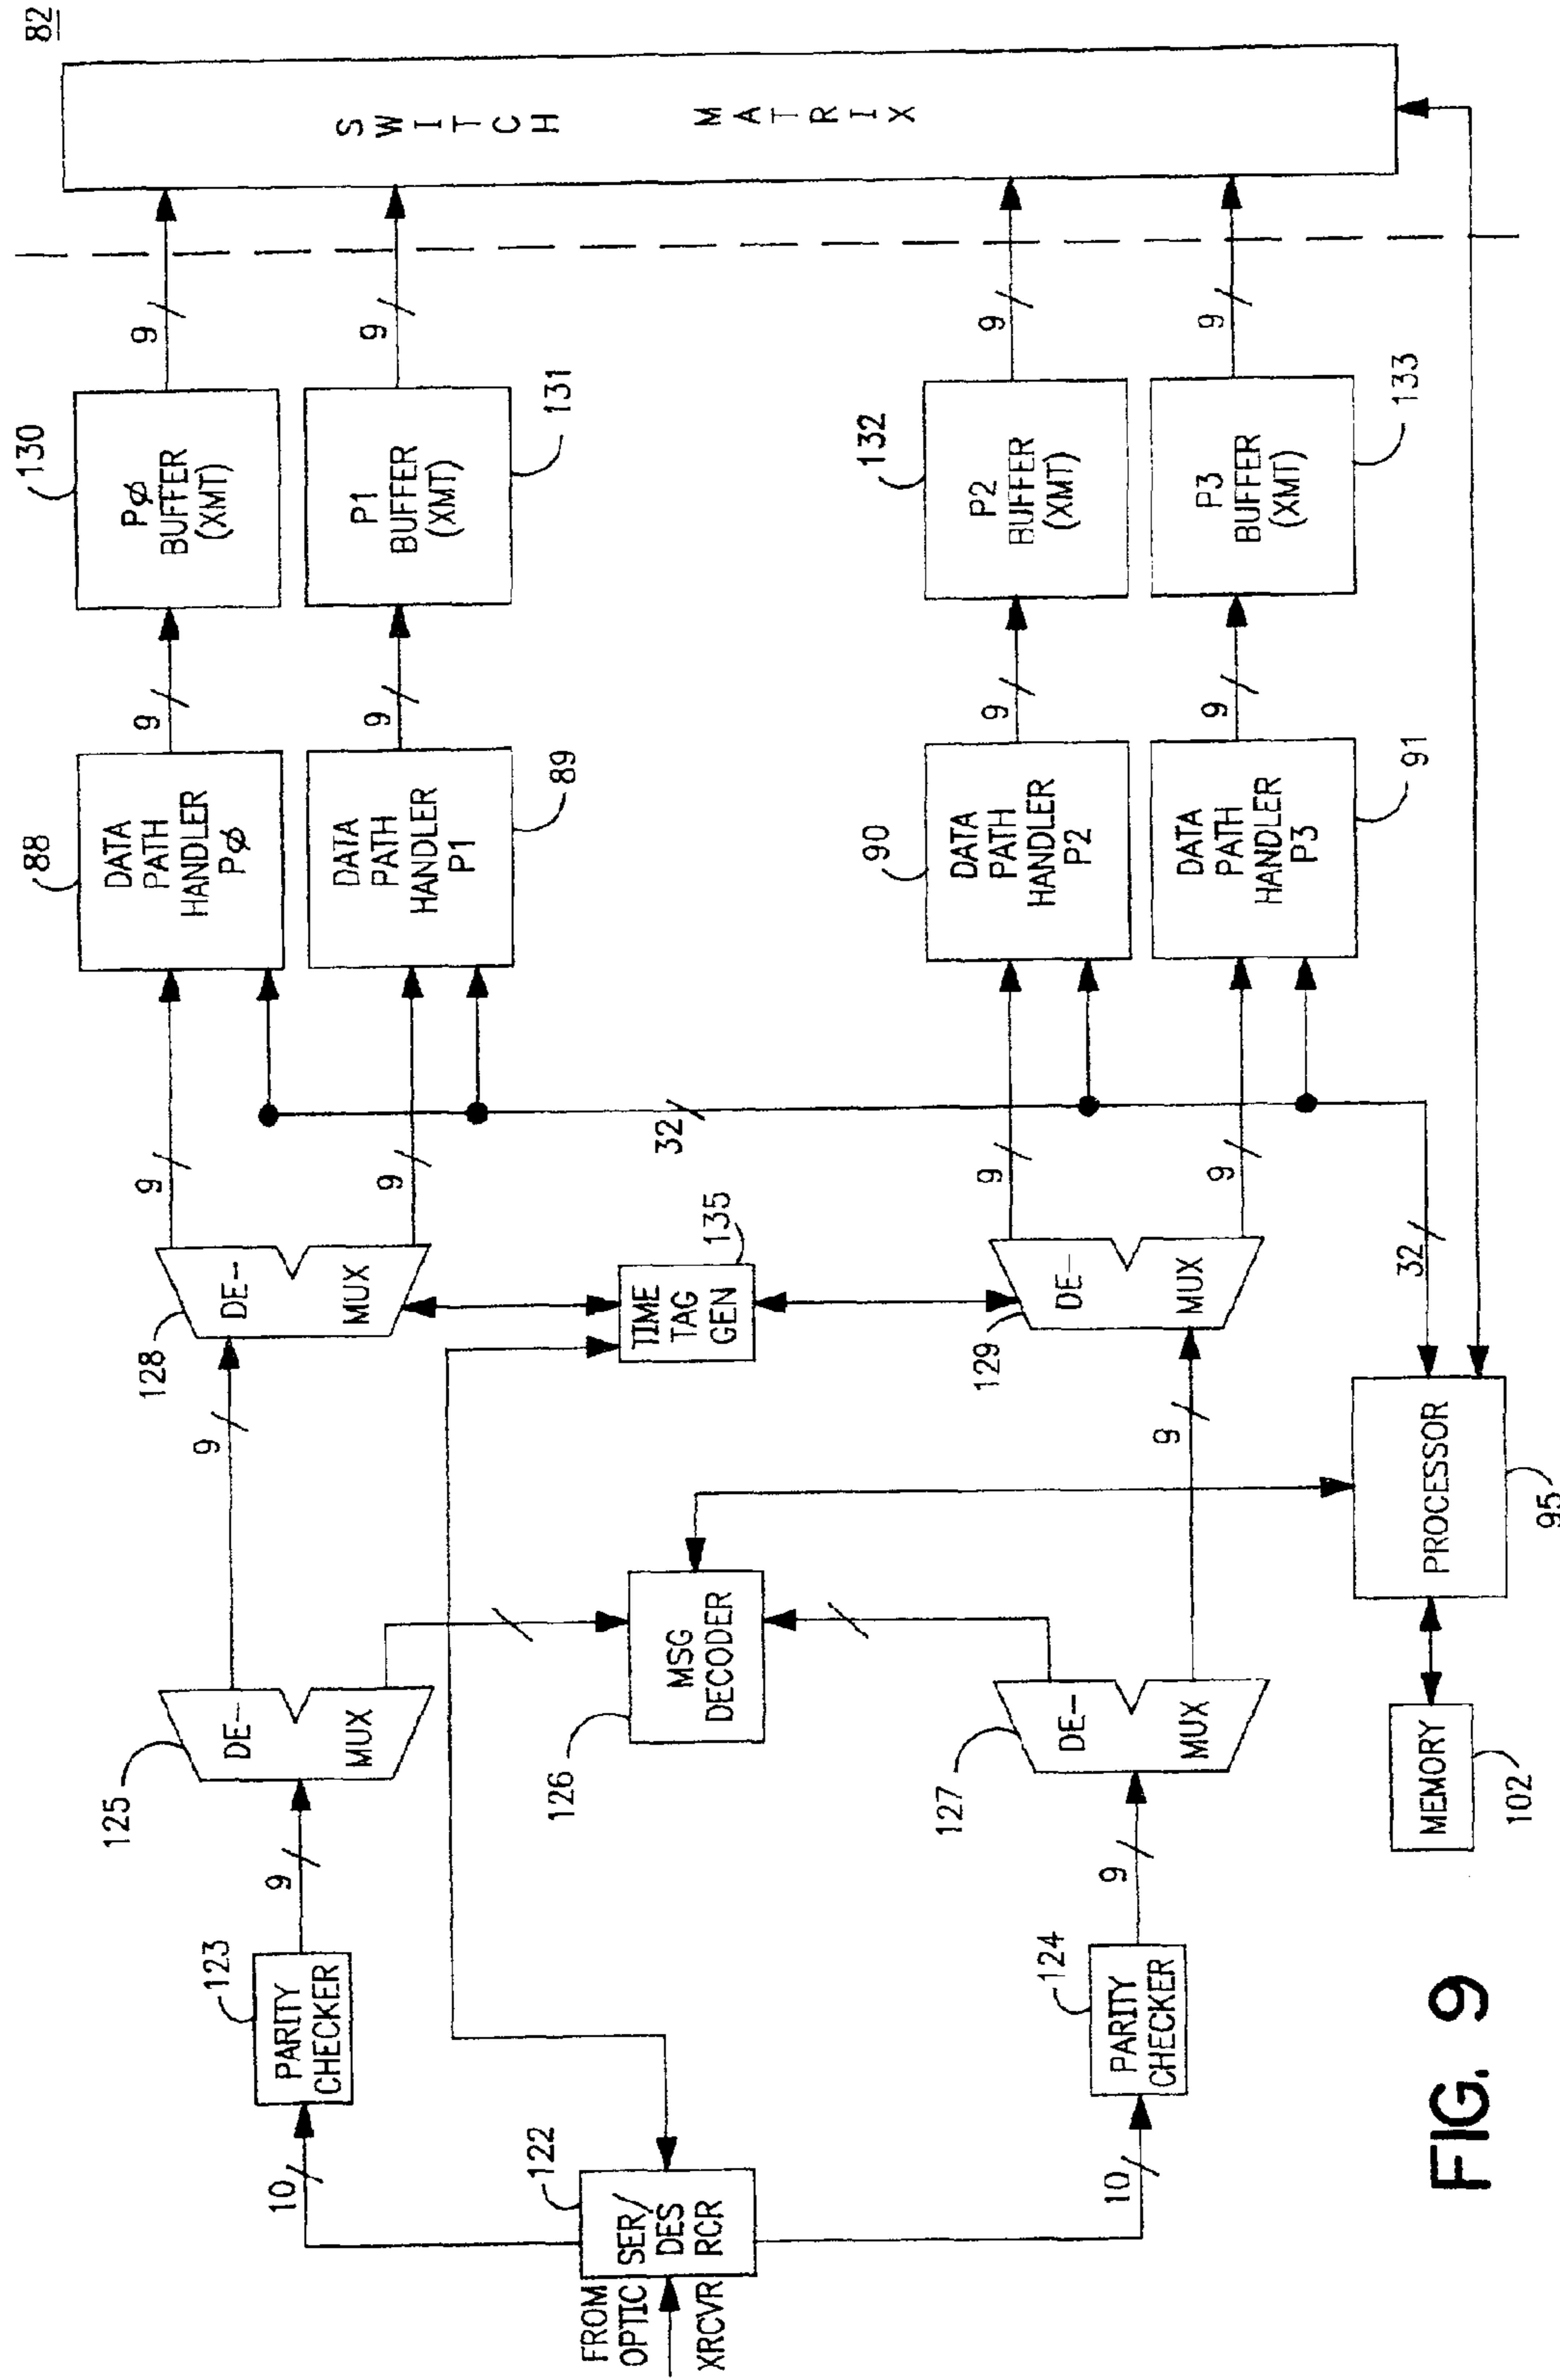 82
SWITCH MATRIX
9
9
9
9
130
PØ
BUFFER
(XMT)
P1
BUFFER
(XMT)
131
132
P2
BUFFER
(XMT)
P3
BUFFER
(XMT)
133
9
9
9
9
88
DATA
PATH
HANDLER
PØ
DATA
PATH
HANDLER
P1
89
90
DATA
PATH
HANDLER
P2
DATA
PATH
HANDLER
P3
91
9
9
32
9
9
32
128
DE-
MUX
TIME
TAG
GEN
135
129
DE-
MUX
9
9
PROCESSOR
95
125
DE-
MUX
126
MSG
DECODER
127
DE-
MUX
MEMORY
102
9
9
123
PARITY
CHECKER
124
PARITY
CHECKER
10
10
122
SER/
DES
RCR
FROM
OPTIC
XRCVR
FIG. 9